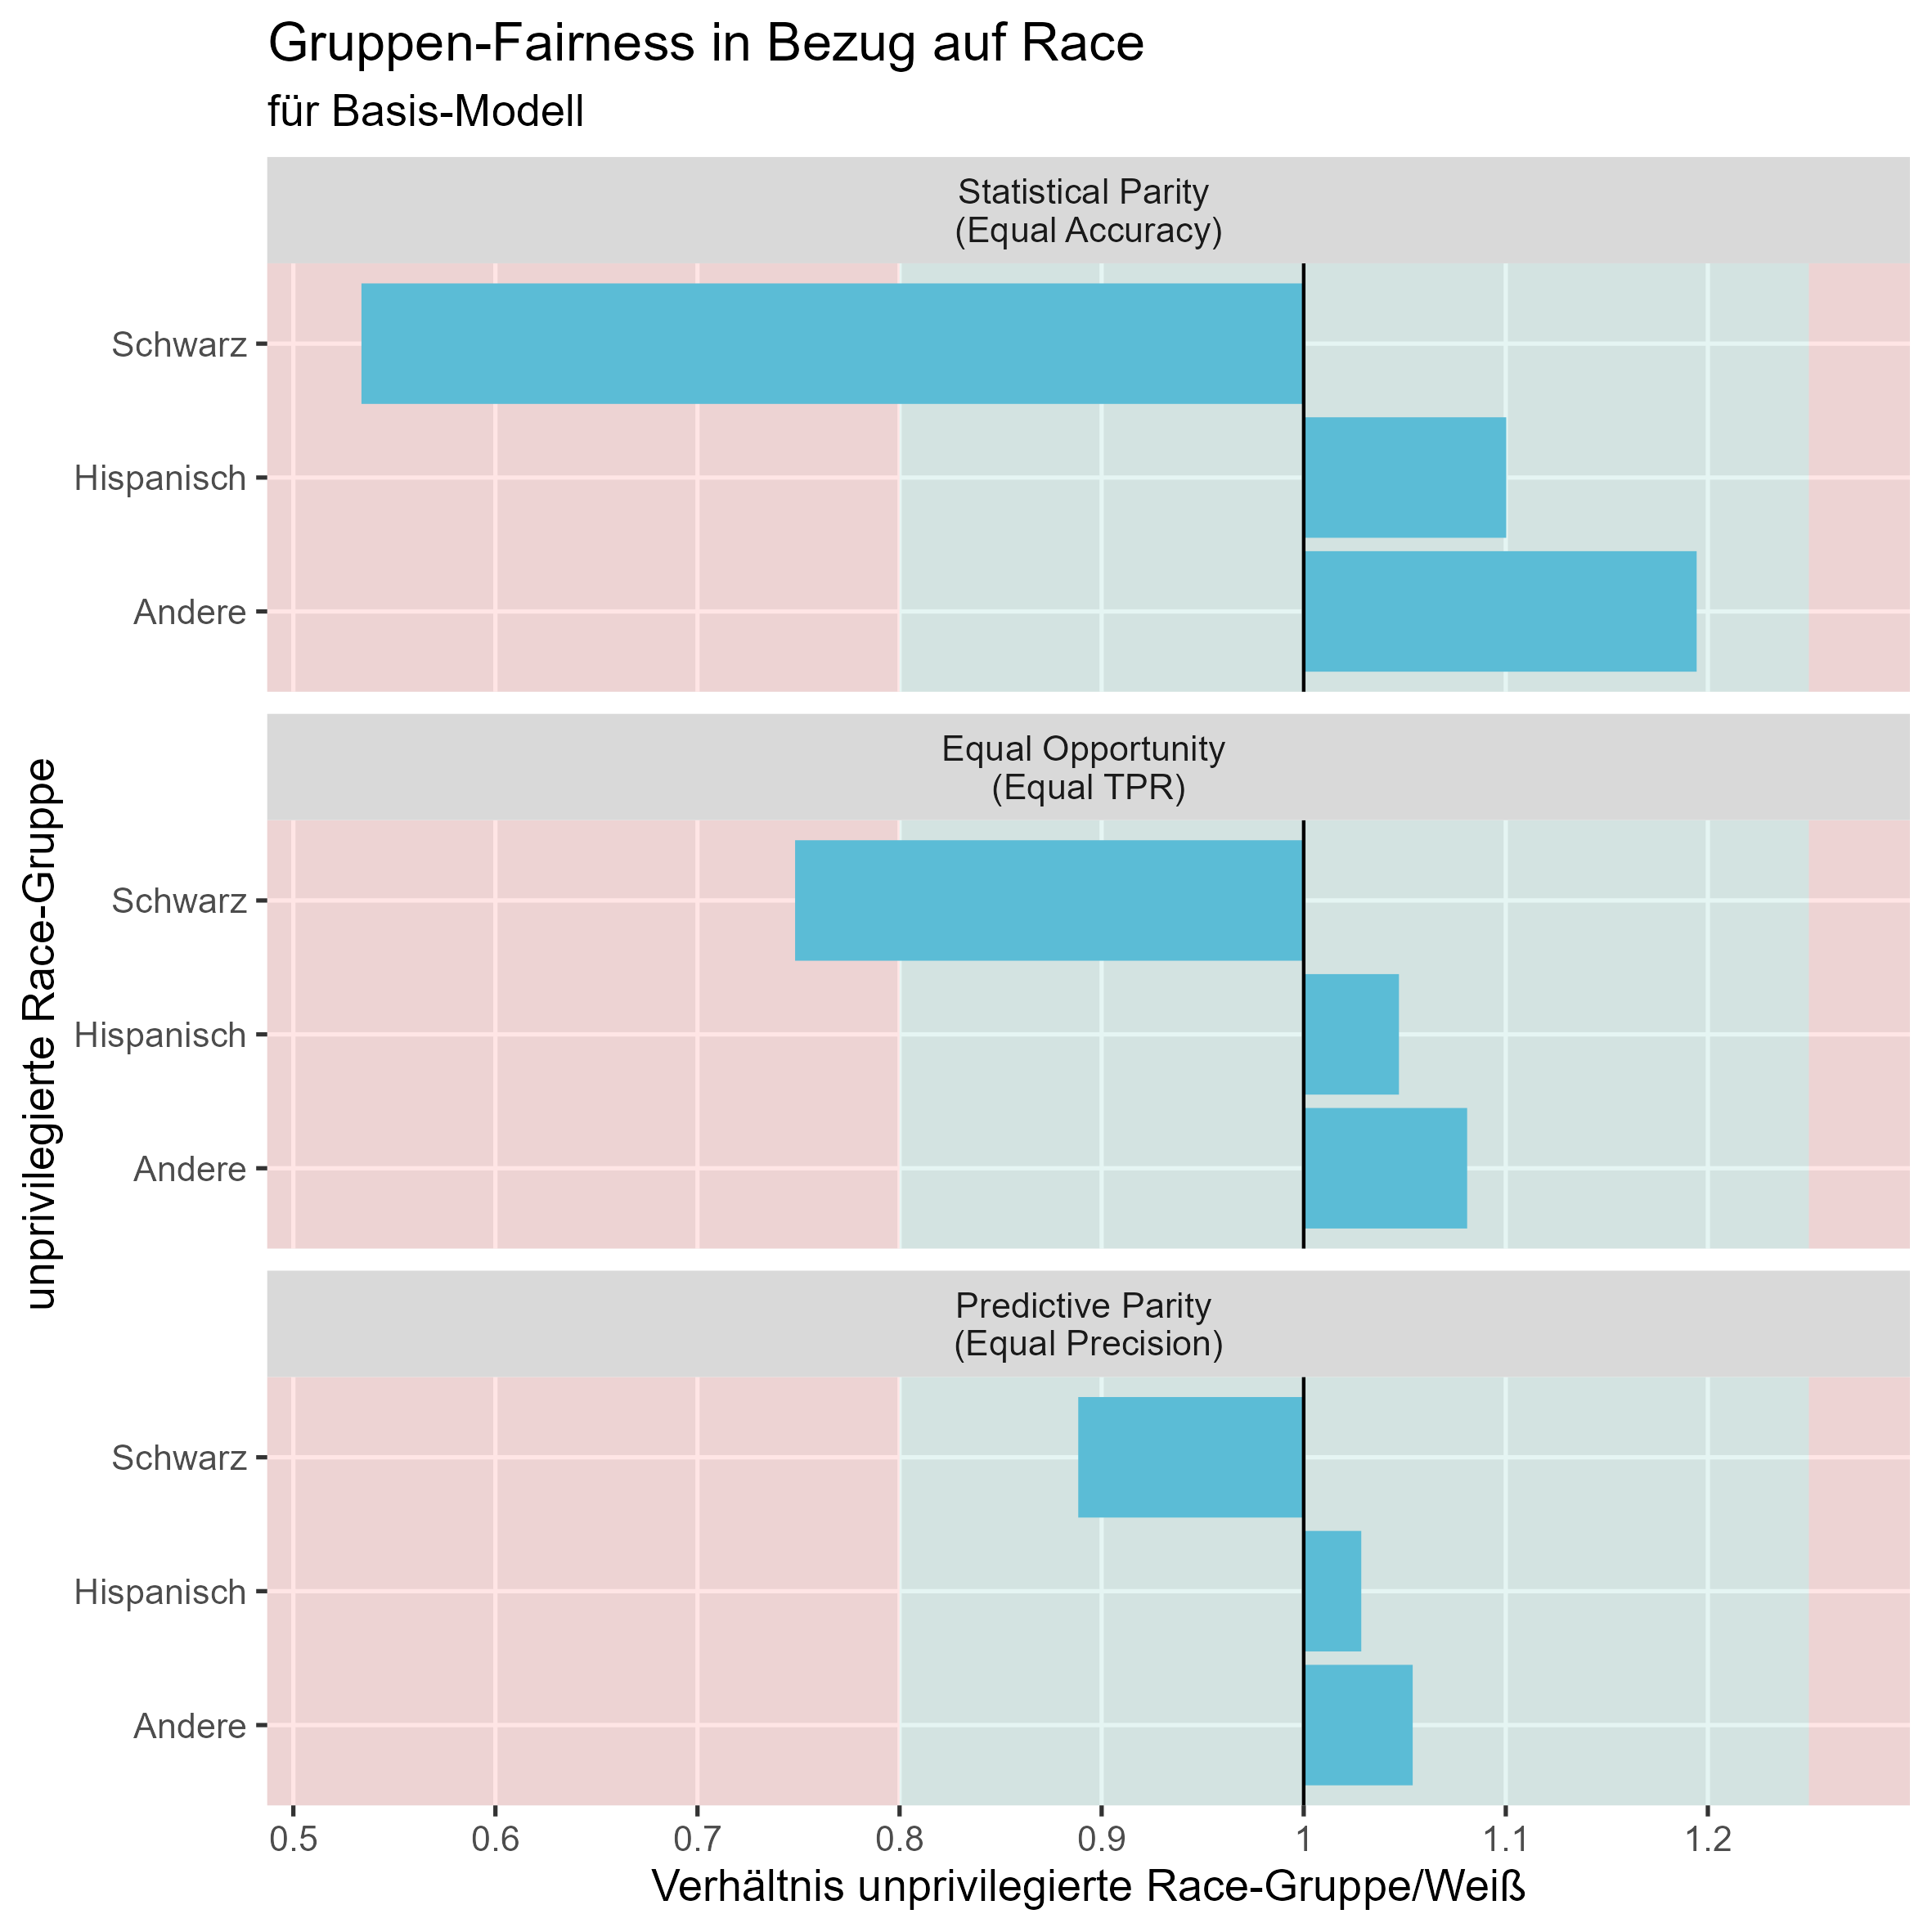 Gruppen-Fairness in Bezug auf Race
für Basis-Modell
Statistical Parity
(Equal Accuracy)
Schwarz
Hispanisch
Andere
Equal Opportunity
(Equal TPR)
Schwarz
Hispanisch
Andere
Predictive Parity
(Equal Precision)
Schwarz
Hispanisch
Andere
0.5 0.6 0.7 0.8 0.9 1 1.1 1.2
Verhältnis unprivilegierte Race-Gruppe/Weiß
unprivilegierte Race-Gruppe